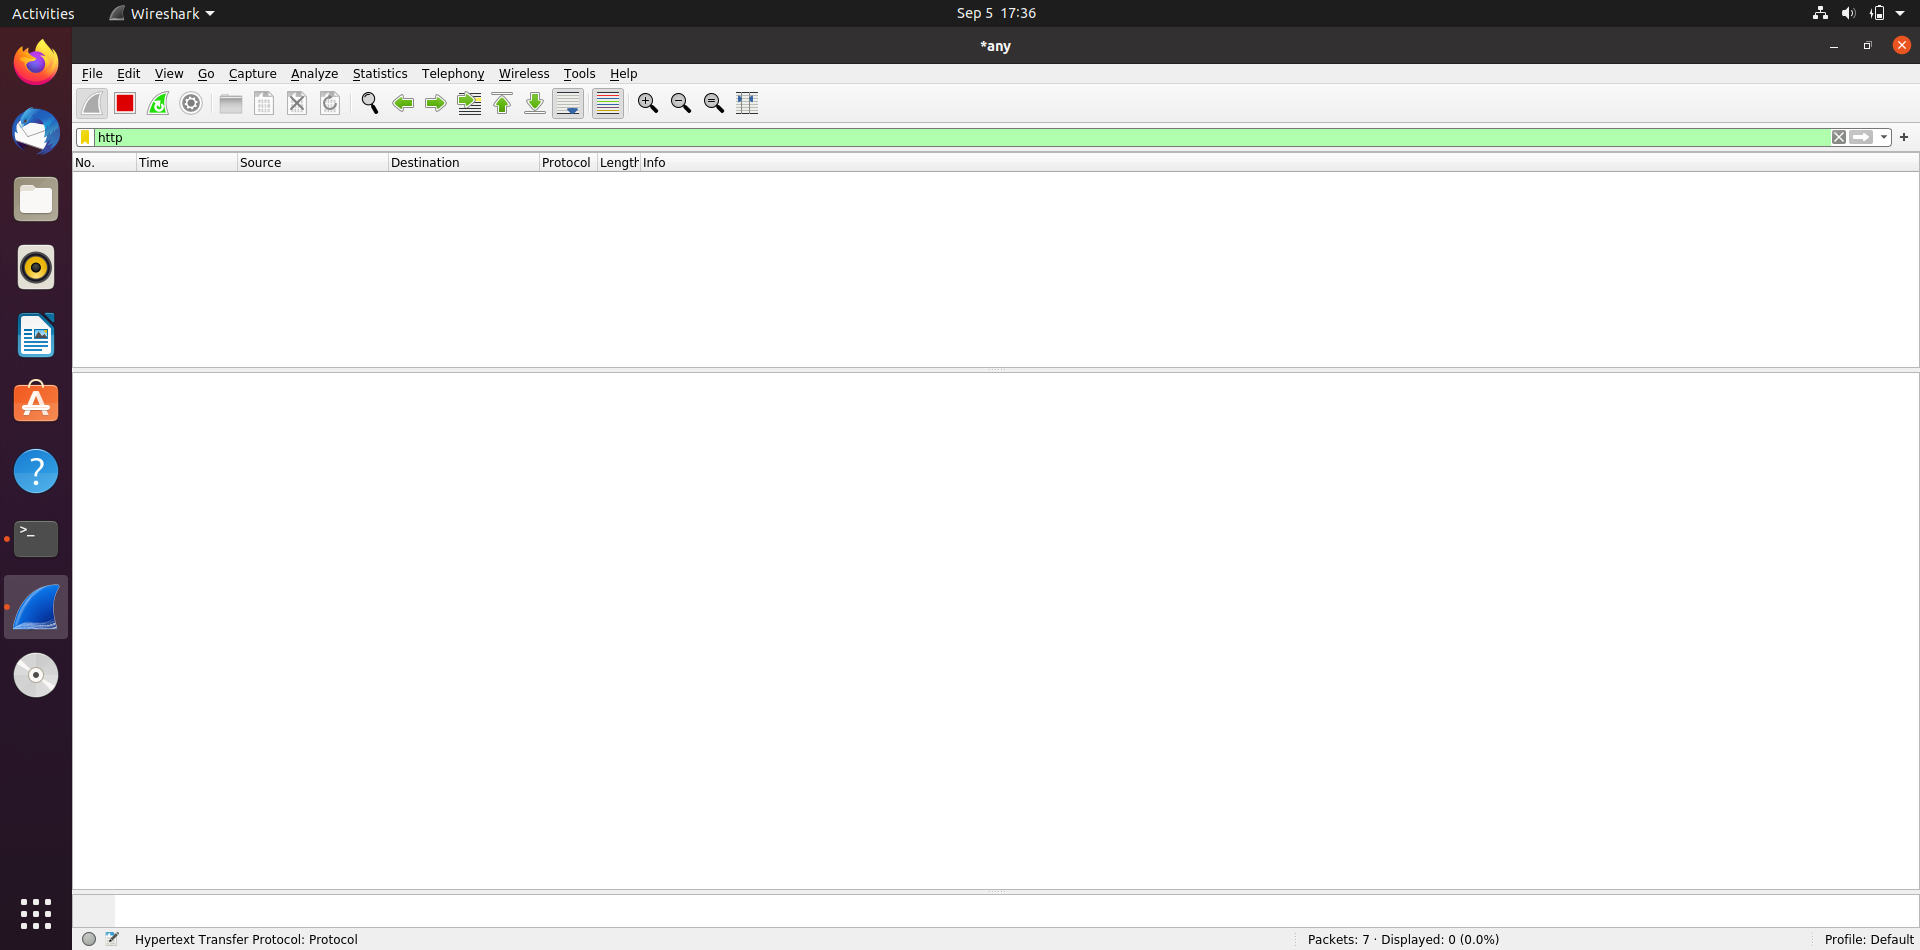 Activities Wireshark Sep 5 17:36
*any
File Edit View Go Capture Analyze Statistics Telephony Wireless Tools Help
http
No. Time Source Destination Protocol Length Info
Hypertext Transfer Protocol: Protocol Packets: 7 · Displayed: 0 (0.0%) Profile: Default